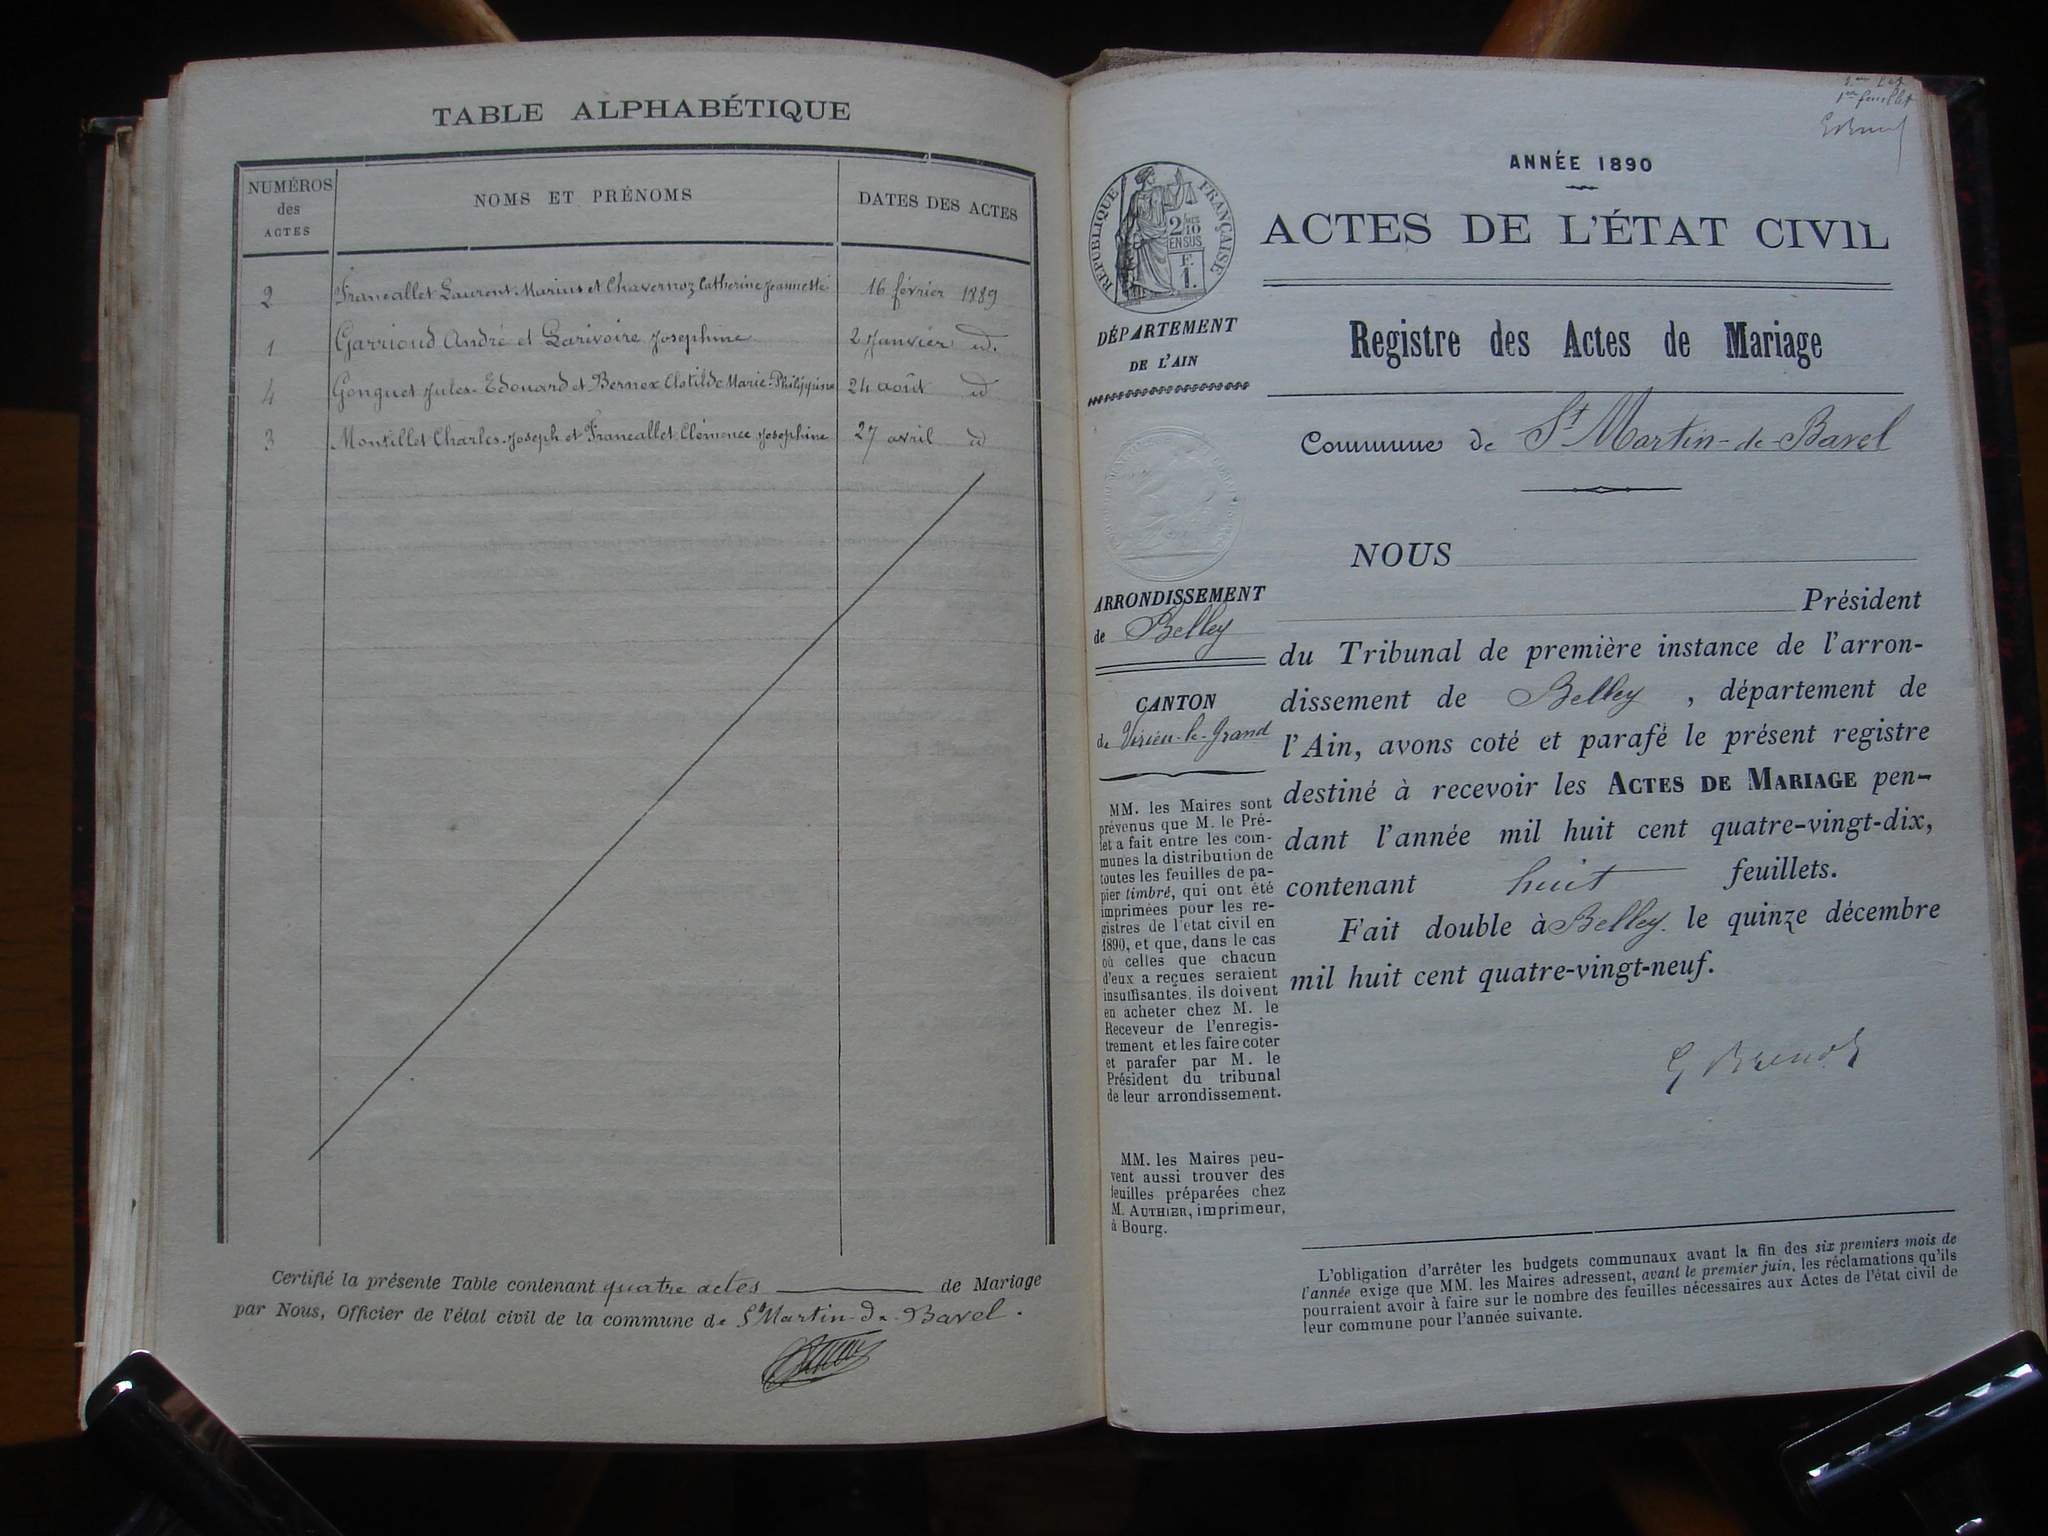 TABLE ALPHABÉTIQUE
NUMÉROS
des
ACTES
NOMS ET PRÉNOMS
DATES DES ACTES
2 Francallet Laurent Marius et Chavernoz Catherine Jeannette 16 février 1889
1 Garrioud André et Larivoire Josephine 2 Janvier id.
4 Gonguet Jules-Edouard et Bernex Clotilde Marie-Philippine 24 août id
3 Montillet Charles-Joseph et Francallet Clémence Josephine 27 avril id
Certifié la présente Table contenant quatre actes de Mariage
par Nous, Officier de l'état civil de la commune de St Martin-de-Bavel.
1er feuillet
ANNÉE 1890
RÉPUBLIQUE FRANÇAISE
2/10
EN SUS
F.
1.
ACTES DE L'ÉTAT CIVIL
DÉPARTEMENT
DE L'AIN
Registre des Actes de Mariage
Commune de St Martin-de-Bavel
ARRONDISSEMENT
de Belley
CANTON
de Virieu-le-Grand
MM. les Maires sont
prévenus que M. le Pré-
fet a fait entre les com-
munes la distribution de
toutes les feuilles de pa-
pier timbré, qui ont été
imprimées pour les re-
gistres de l'état civil en
1890, et que, dans le cas
où celles que chacun
d'eux a reçues seraient
insuffisantes, ils doivent
en acheter chez M. le
Receveur de l'enregis-
trement et les faire coter
et parafer par M. le
Président du tribunal
de leur arrondissement.
MM. les Maires peu-
vent aussi trouver des
feuilles préparées chez
M. AUTHIER, imprimeur,
à Bourg.
NOUS
Président
du Tribunal de première instance de l'arron-
dissement de Belley, département de
l'Ain, avons coté et parafé le présent registre
destiné à recevoir les ACTES DE MARIAGE pen-
dant l'année mil huit cent quatre-vingt-dix,
contenant huit feuillets.
Fait double à Belley. le quinze décembre
mil huit cent quatre-vingt-neuf.
L'obligation d'arrêter les budgets communaux avant la fin des six premiers mois de
l'année exige que MM. les Maires adressent, avant le premier juin, les réclamations qu'ils
pourraient avoir à faire sur le nombre des feuilles nécessaires aux Actes de l'état civil de
leur commune pour l'année suivante.